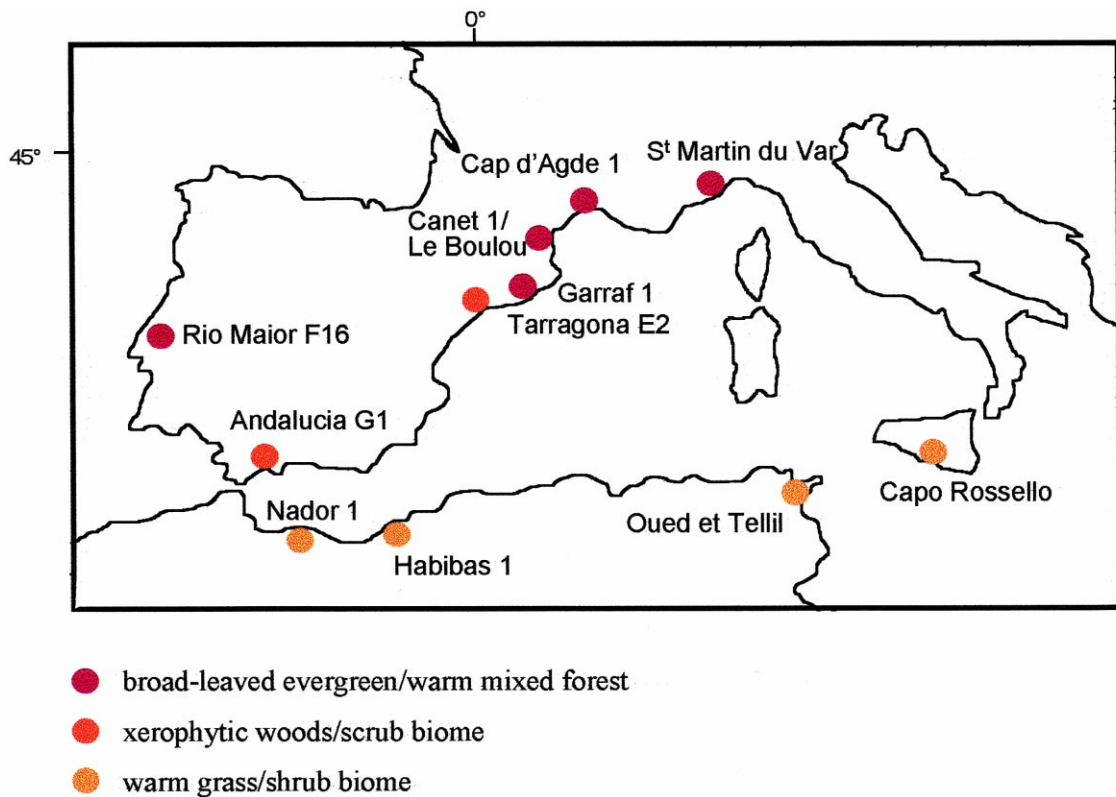 0°
45°
Sᵗ Martin du Var
Cap d'Agde 1
Canet 1/
Le Boulou
Garraf 1
Tarragona E2
Rio Maior F16
Andalucia G1
Nador 1
Habibas 1
Oued et Tellil
Capo Rossello
broad-leaved evergreen/warm mixed forest
xerophytic woods/scrub biome
warm grass/shrub biome